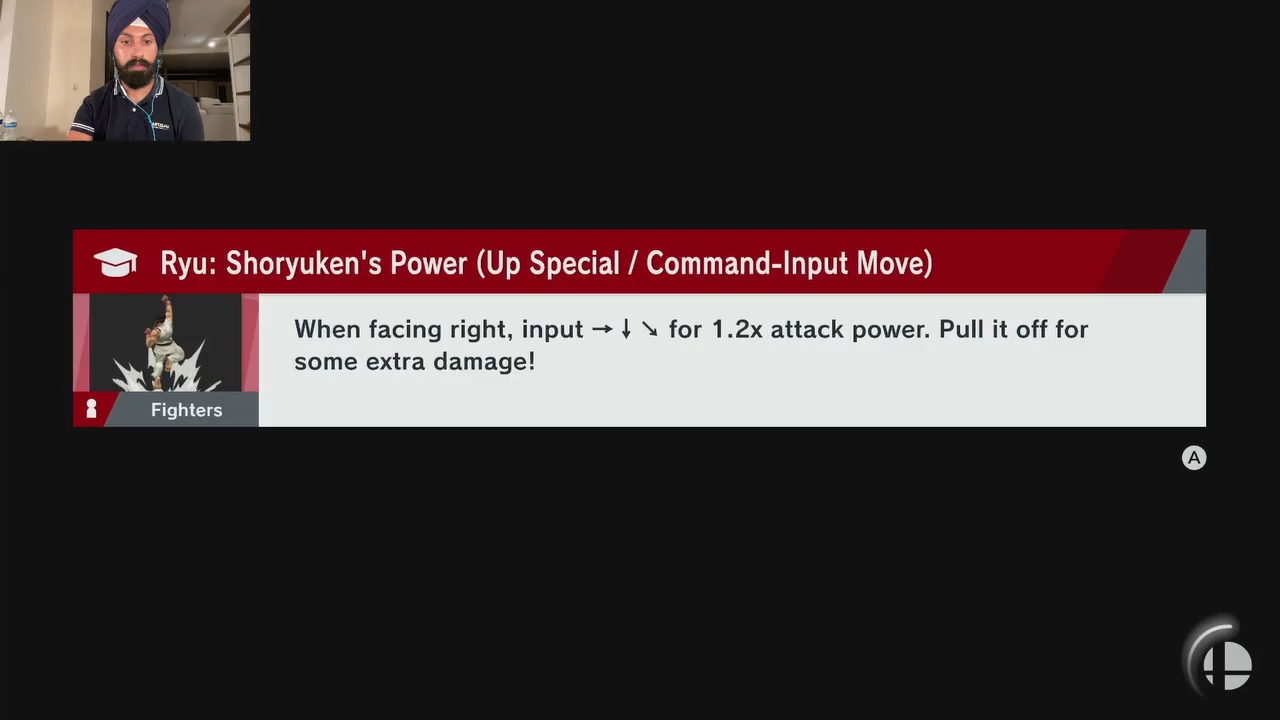 Ryu: Shoryuken's Power (Up Special / Command-Input Move)
When facing right, input → ↓ ↘ for 1.2x attack power. Pull it off for
some extra damage!
Fighters
A